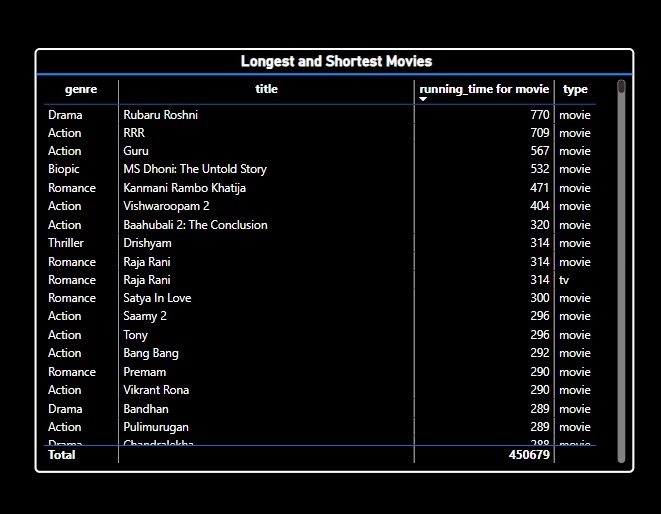 Longest and Shortest Movies
genre title running_time for movie type
Drama Rubaru Roshni 770 movie
Action RRR 709 movie
Action Guru 567 movie
Biopic MS Dhoni: The Untold Story 532 movie
Romance Kanmani Rambo Khatija 471 movie
Action Vishwaroopam 2 404 movie
Action Baahubali 2: The Conclusion 320 movie
Thriller Drishyam 314 movie
Romance Raja Rani 314 movie
Romance Raja Rani 314 tv
Romance Satya In Love 300 movie
Action Saamy 2 296 movie
Action Tony 296 movie
Action Bang Bang 292 movie
Romance Premam 290 movie
Action Vikrant Rona 290 movie
Drama Bandhan 289 movie
Action Pulimurugan 289 movie
Drama Chandralekha 288 movie
Total 450679